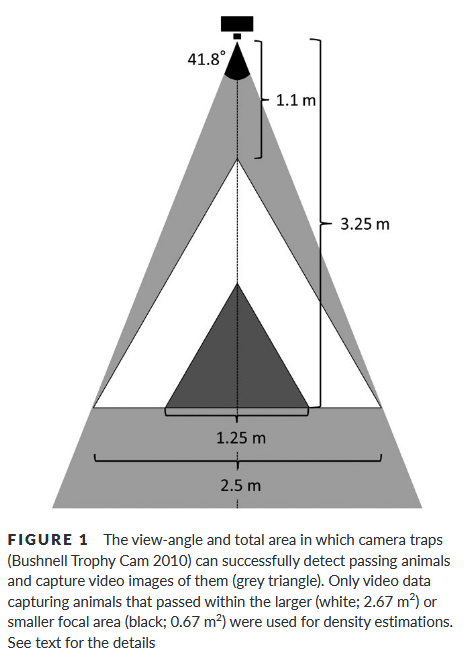 41.8°
1.1 m
3.25 m
1.25 m
2.5 m
FIGURE 1 The view-angle and total area in which camera traps
(Bushnell Trophy Cam 2010) can successfully detect passing animals
and capture video images of them (grey triangle). Only video data
capturing animals that passed within the larger (white; 2.67 m²) or
smaller focal area (black; 0.67 m²) were used for density estimations.
See text for the details